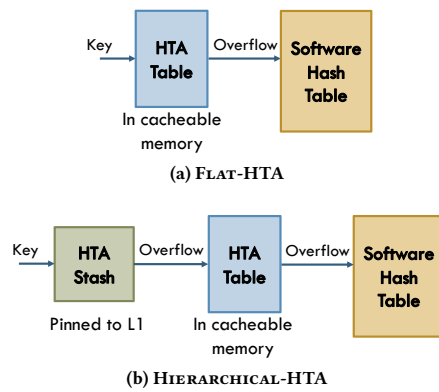 Key
HTA
Table
Overflow
Software
Hash
Table
In cacheable
memory
(a) FLAT-HTA
Key
HTA
Stash
Overflow
HTA
Table
Overflow
Software
Hash
Table
Pinned to L1
In cacheable
memory
(b) HIERARCHICAL-HTA